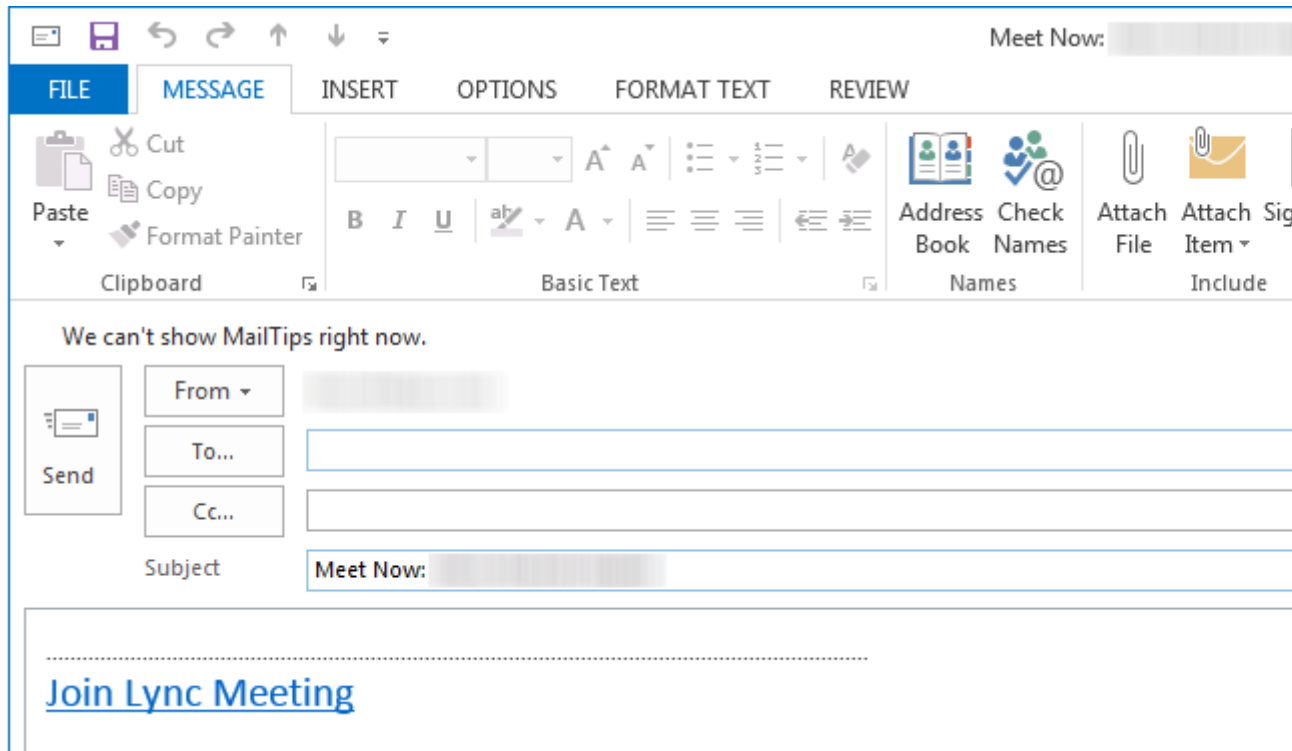 Meet Now:
FILE MESSAGE INSERT OPTIONS FORMAT TEXT REVIEW
Cut
Copy
Format Painter
Paste
Clipboard
B I U
Basic Text
Address Book
Check Names
Names
Attach File
Attach Item
Include
We can't show MailTips right now.
From
Send
To...
Cc...
Subject
Meet Now:
Join Lync Meeting